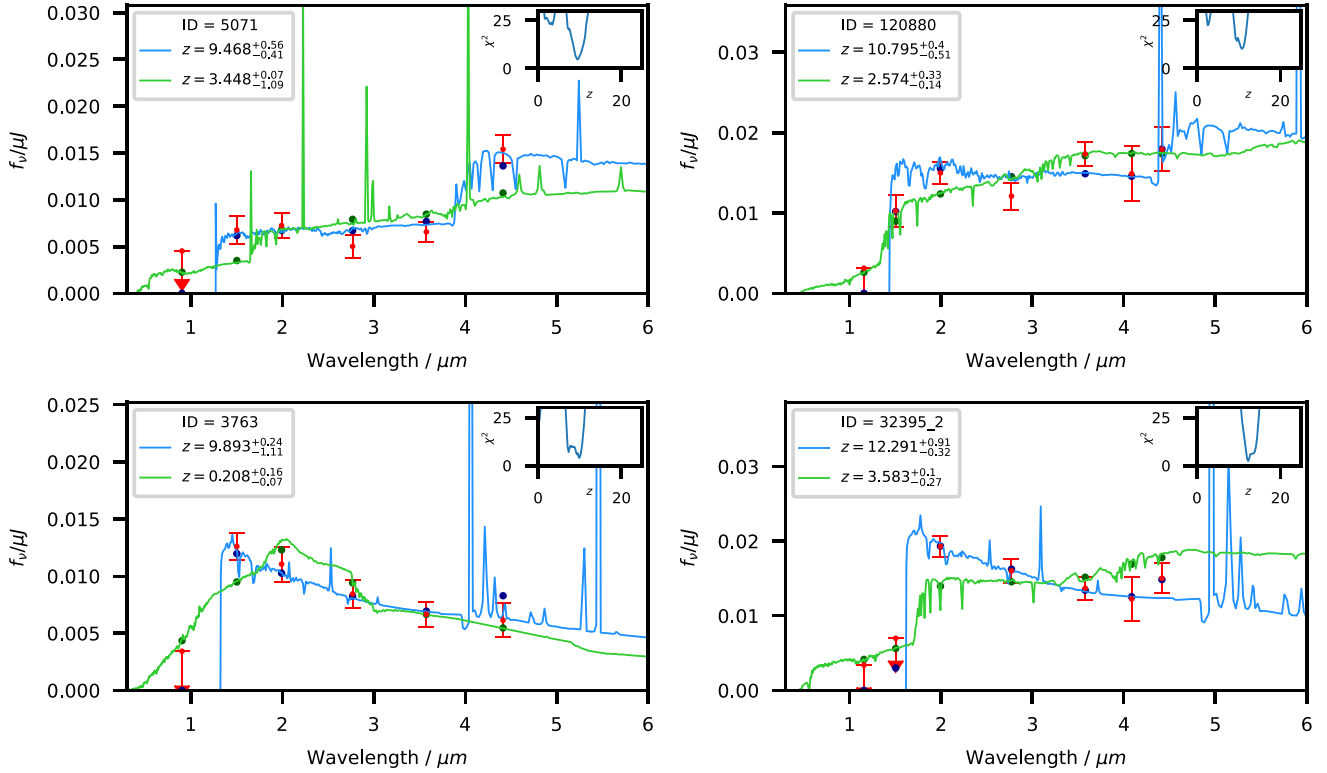 ID = 5071
z = 9.468^{+0.56}_{-0.41}
z = 3.448^{+0.07}_{-1.09}
0.030
0.025
0.020
0.015
0.010
0.005
0.000
f_ν/μJ
1 2 3 4 5 6
Wavelength / μm
25
0
χ²
0 z 20
ID = 120880
z = 10.795^{+0.4}_{-0.51}
z = 2.574^{+0.33}_{-0.14}
0.03
0.02
0.01
0.00
f_ν/μJ
1 2 3 4 5 6
Wavelength / μm
25
0
χ²
0 z 20
ID = 3763
z = 9.893^{+0.24}_{-1.11}
z = 0.208^{+0.16}_{-0.07}
0.025
0.020
0.015
0.010
0.005
0.000
f_ν/μJ
1 2 3 4 5 6
Wavelength / μm
25
0
χ²
0 z 20
ID = 32395_2
z = 12.291^{+0.91}_{-0.32}
z = 3.583^{+0.1}_{-0.27}
0.03
0.02
0.01
0.00
f_ν/μJ
1 2 3 4 5 6
Wavelength / μm
25
0
χ²
0 z 20